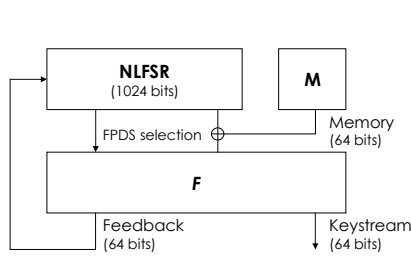 NLFSR
(1024 bits)
M
FPDS selection
Memory
(64 bits)
F
Feedback
(64 bits)
Keystream
(64 bits)